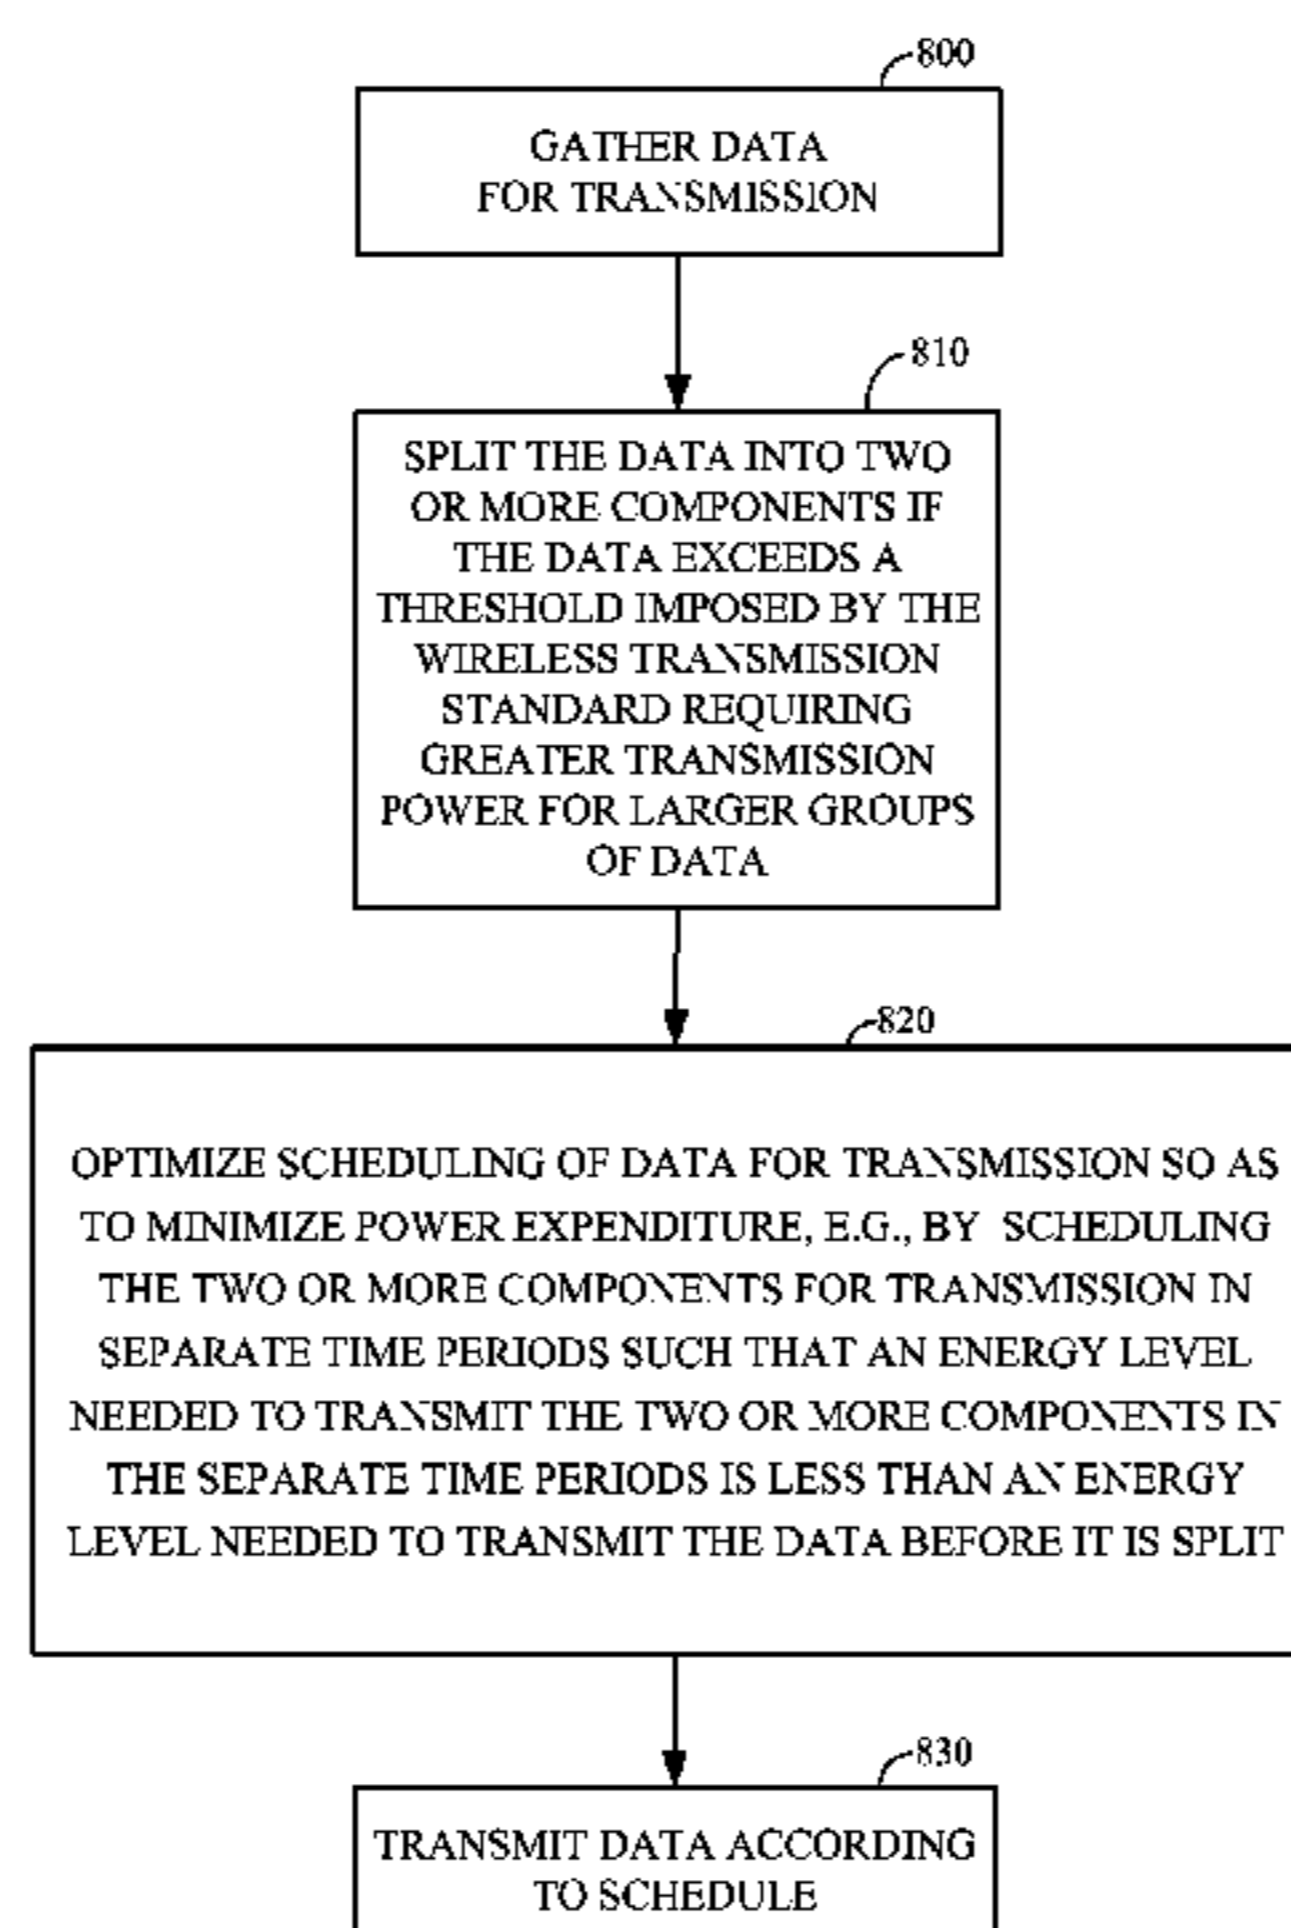 800
GATHER DATA
FOR TRANSMISSION
810
SPLIT THE DATA INTO TWO
OR MORE COMPONENTS IF
THE DATA EXCEEDS A
THRESHOLD IMPOSED BY THE
WIRELESS TRANSMISSION
STANDARD REQUIRING
GREATER TRANSMISSION
POWER FOR LARGER GROUPS
OF DATA
820
OPTIMIZE SCHEDULING OF DATA FOR TRANSMISSION SO AS
TO MINIMIZE POWER EXPENDITURE, E.G., BY SCHEDULING
THE TWO OR MORE COMPONENTS FOR TRANSMISSION IN
SEPARATE TIME PERIODS SUCH THAT AN ENERGY LEVEL
NEEDED TO TRANSMIT THE TWO OR MORE COMPONENTS IN
THE SEPARATE TIME PERIODS IS LESS THAN AN ENERGY
LEVEL NEEDED TO TRANSMIT THE DATA BEFORE IT IS SPLIT
830
TRANSMIT DATA ACCORDING
TO SCHEDULE